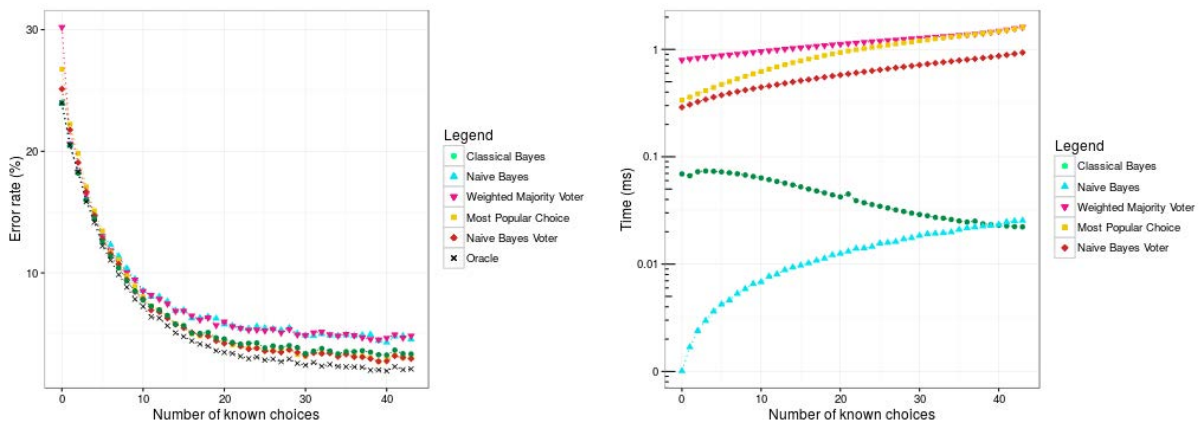 Error rate (%)
30
20
10
0
10
20
30
40
Number of known choices
Legend
Classical Bayes
Naive Bayes
Weighted Majority Voter
Most Popular Choice
Naive Bayes Voter
Oracle
Time (ms)
1
0.1
0.01
0
0
10
20
30
40
Number of known choices
Legend
Classical Bayes
Naive Bayes
Weighted Majority Voter
Most Popular Choice
Naive Bayes Voter